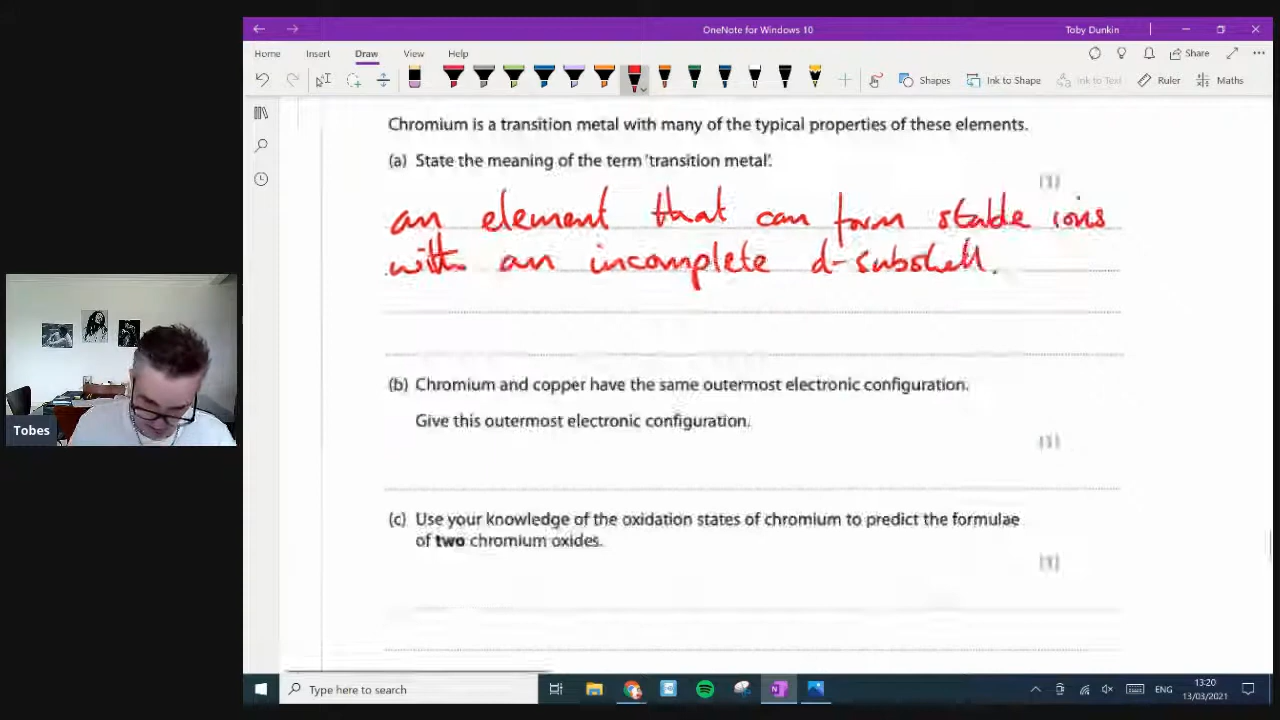 OneNote for Windows 10
Toby Dunkin
Home Insert Draw View Help
Share
Shapes Ink to Shape Ink to Text Ruler Maths
Chromium is a transition metal with many of the typical properties of these elements.
(a) State the meaning of the term 'transition metal'.
(1)
an element that can form stable ions
with an incomplete d-subshell.
(b) Chromium and copper have the same outermost electronic configuration.
Give this outermost electronic configuration.
(1)
(c) Use your knowledge of the oxidation states of chromium to predict the formulae
of two chromium oxides.
(1)
Tobes
Type here to search
ENG
13:20
13/03/2021